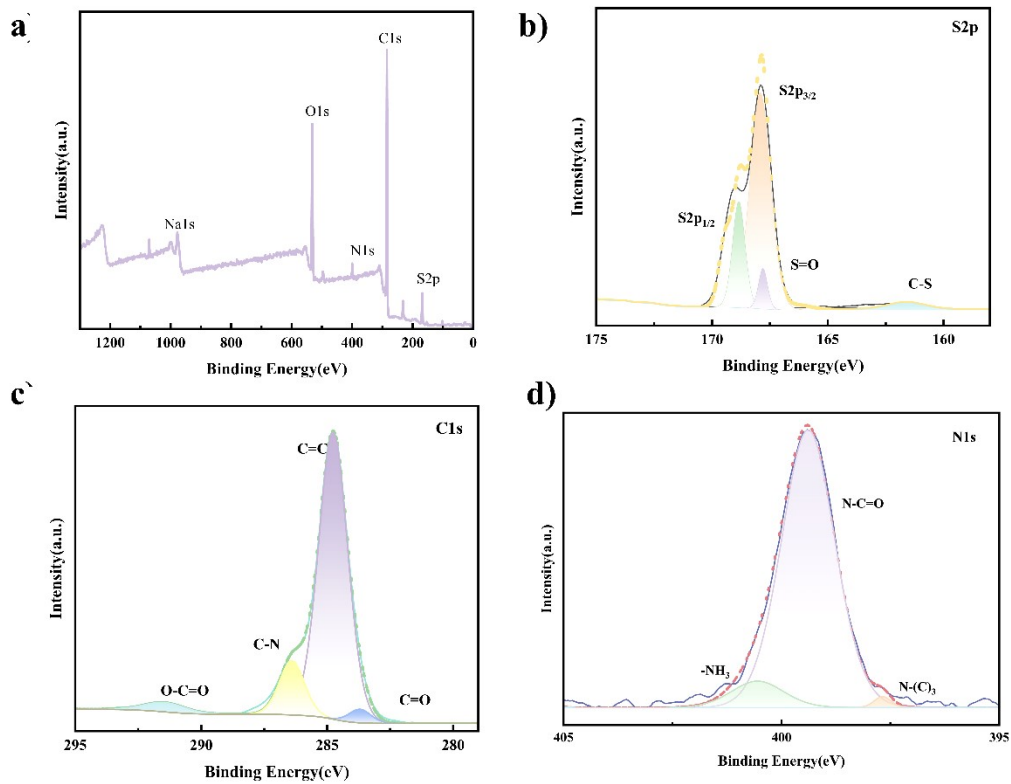 a)
C1s
O1s
Na1s
N1s
S2p
Intensity(a.u.)
1200 1000 800 600 400 200 0
Binding Energy(eV)
b)
S2p
S2p3/2
S2p1/2
S=O
C-S
Intensity(a.u.)
175 170 165 160
Binding Energy(eV)
c)
C1s
C=C
C-N
O-C=O
C=O
Intensity(a.u.)
295 290 285 280
Binding Energy(eV)
d)
N1s
N-C=O
-NH3
N-(C)3
Intensity(a.u.)
405 400 395
Binding Energy(eV)